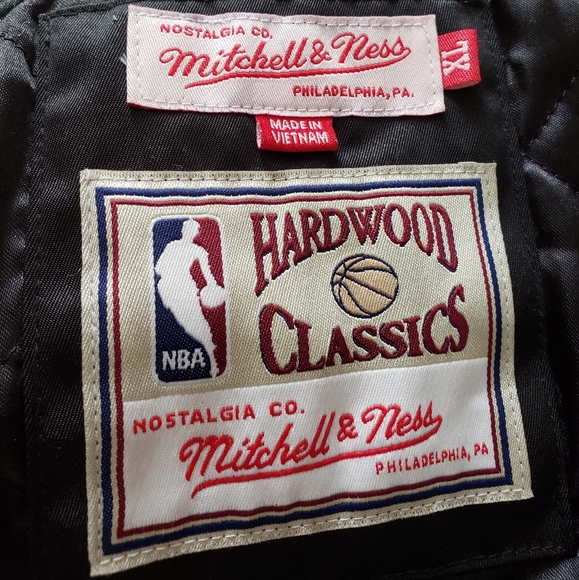 NOSTALGIA CO.
Mitchell & Ness
PHILADELPHIA, PA.
XL
MADE IN
VIETNAM
HARDWOOD
CLASSICS
NBA
NOSTALGIA CO.
Mitchell & Ness
PHILADELPHIA, PA